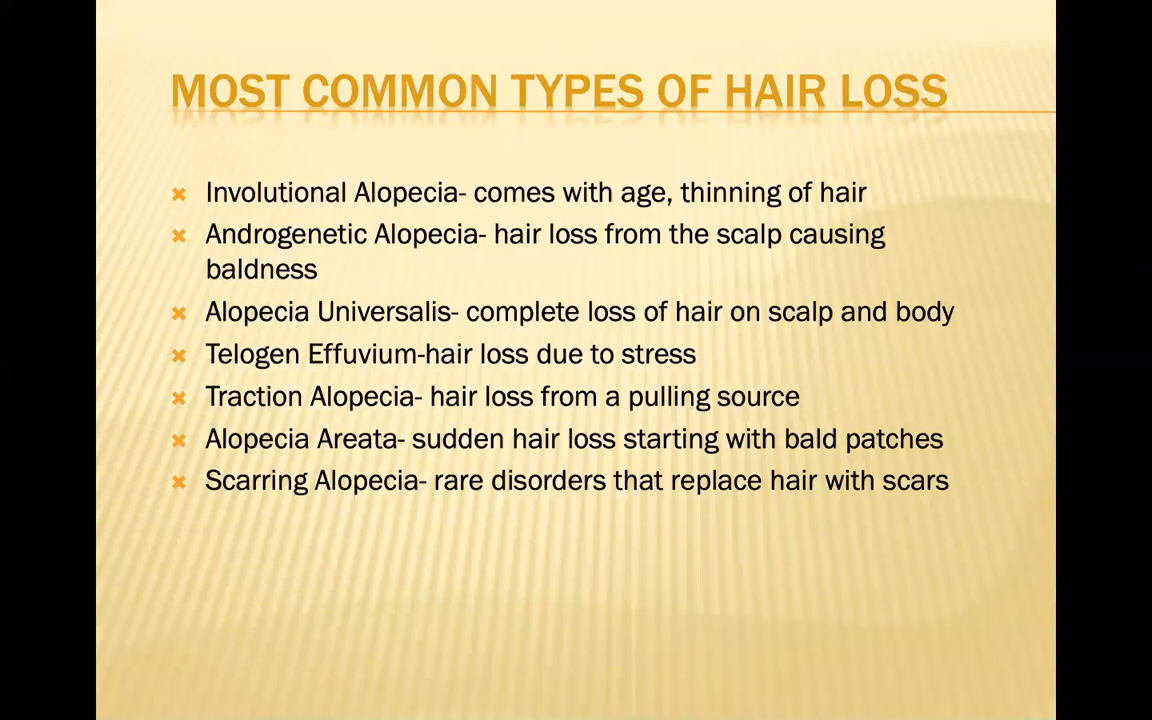 MOST COMMON TYPES OF HAIR LOSS
Involutional Alopecia- comes with age, thinning of hair
Androgenetic Alopecia- hair loss from the scalp causing
baldness
Alopecia Universalis- complete loss of hair on scalp and body
Telogen Effuvium-hair loss due to stress
Traction Alopecia- hair loss from a pulling source
Alopecia Areata- sudden hair loss starting with bald patches
Scarring Alopecia- rare disorders that replace hair with scars